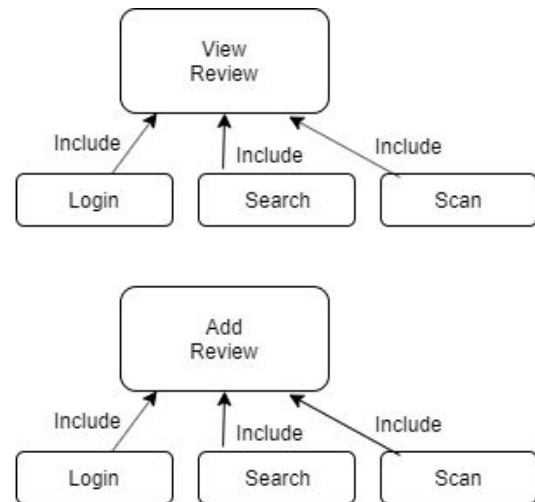 View
Review
Include
Include
Include
Login
Search
Scan
Add
Review
Include
Include
Include
Login
Search
Scan